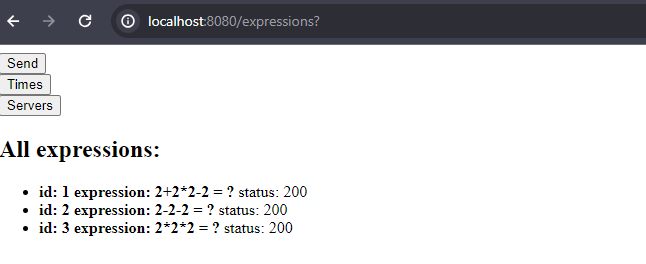 localhost:8080/expressions?
Send
Times
Servers
All expressions:
id: 1 expression: 2+2*2-2 = ? status: 200
id: 2 expression: 2-2-2 = ? status: 200
id: 3 expression: 2*2*2 = ? status: 200